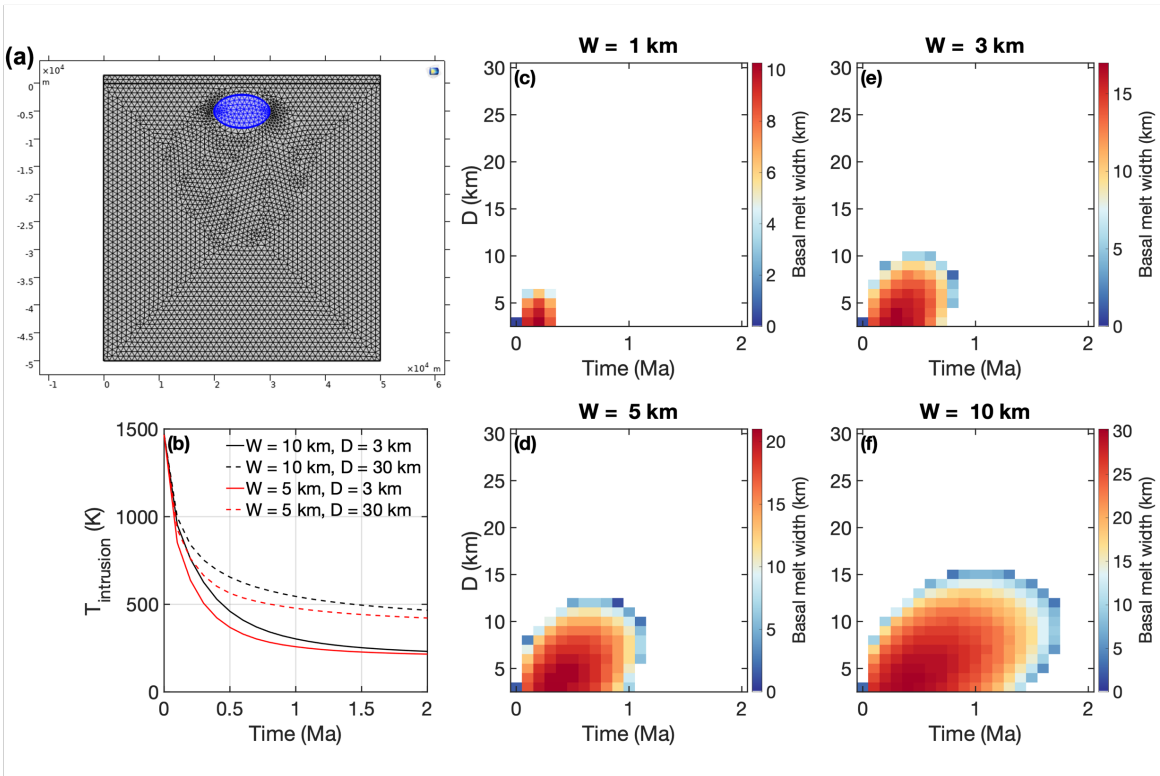 (a)
×10⁴
m
0
-0.5
-1
-1.5
-2
-2.5
-3
-3.5
-4
-4.5
-5
×10⁴ m
-1 0 1 2 3 4 5 6
(b)
W = 10 km, D = 3 km
W = 10 km, D = 30 km
W = 5 km, D = 3 km
W = 5 km, D = 30 km
1500
1000
500
0
T_intrusion (K)
0 0.5 1 1.5 2
Time (Ma)
W = 1 km
(c)
30
25
20
15
10
5
D (km)
0 1 2
Time (Ma)
10
8
6
4
2
0
Basal melt width (km)
W = 3 km
(e)
30
25
20
15
10
5
0 1 2
Time (Ma)
15
10
5
0
Basal melt width (km)
W = 5 km
(d)
30
25
20
15
10
5
D (km)
0 1 2
Time (Ma)
20
15
10
5
0
Basal melt width (km)
W = 10 km
(f)
30
25
20
15
10
5
0 1 2
Time (Ma)
30
25
20
15
10
5
0
Basal melt width (km)